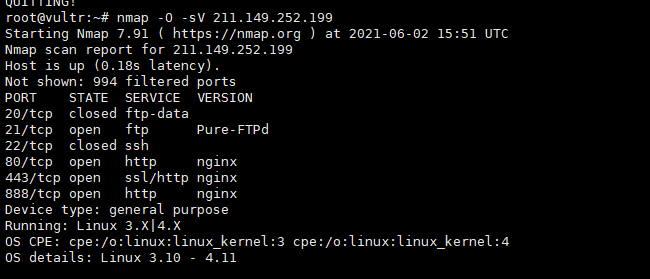 QUITTING!
root@vultr:~# nmap -O -sV 211.149.252.199
Starting Nmap 7.91 ( https://nmap.org ) at 2021-06-02 15:51 UTC
Nmap scan report for 211.149.252.199
Host is up (0.18s latency).
Not shown: 994 filtered ports
PORT    STATE  SERVICE  VERSION
20/tcp  closed ftp-data
21/tcp  open   ftp      Pure-FTPd
22/tcp  closed ssh
80/tcp  open   http     nginx
443/tcp open   ssl/http nginx
888/tcp open   http     nginx
Device type: general purpose
Running: Linux 3.X|4.X
OS CPE: cpe:/o:linux:linux_kernel:3 cpe:/o:linux:linux_kernel:4
OS details: Linux 3.10 - 4.11